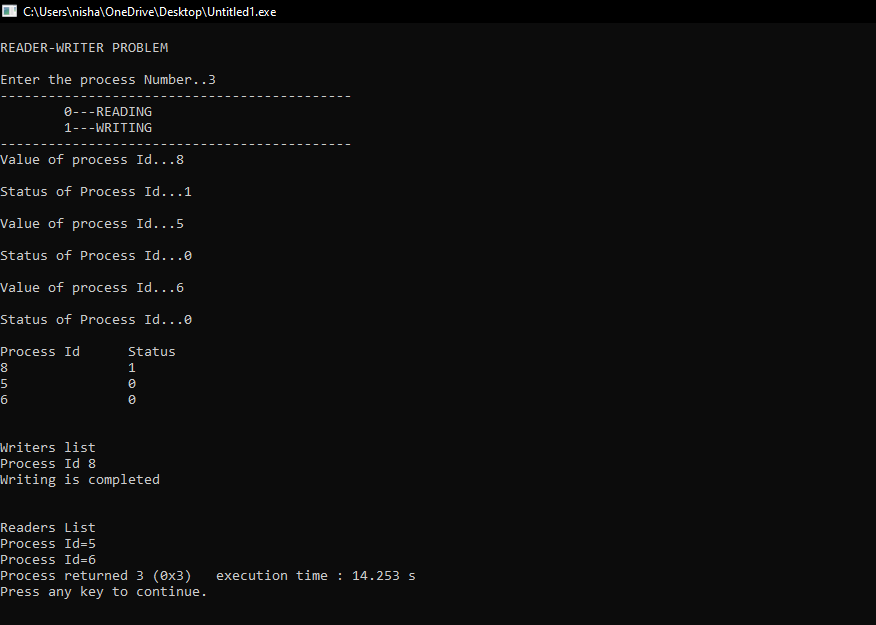 C:\Users\nisha\OneDrive\Desktop\Untitled1.exe
READER-WRITER PROBLEM
Enter the process Number..3
--------------------------------------------
0---READING
1---WRITING
--------------------------------------------
Value of process Id...8
Status of Process Id...1
Value of process Id...5
Status of Process Id...0
Value of process Id...6
Status of Process Id...0
Process Id      Status
8               1
5               0
6               0
Writers list
Process Id 8
Writing is completed
Readers List
Process Id=5
Process Id=6
Process returned 3 (0x3)   execution time : 14.253 s
Press any key to continue.